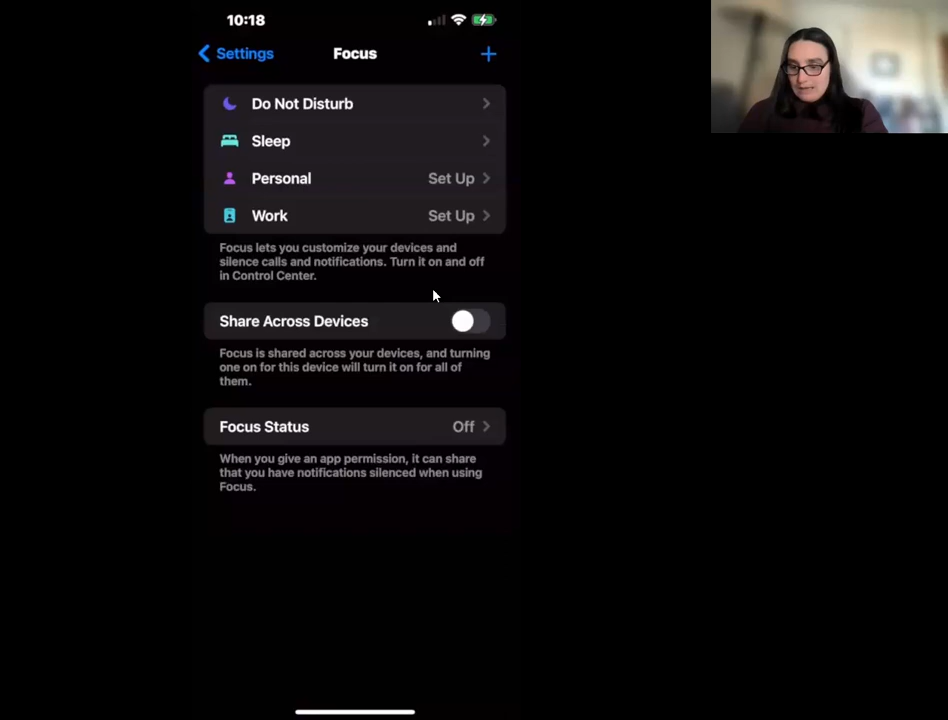 10:18
Settings
Focus
Do Not Disturb
Sleep
Personal Set Up
Work Set Up
Focus lets you customize your devices and
silence calls and notifications. Turn it on and off
in Control Center.
Share Across Devices
Focus is shared across your devices, and turning
one on for this device will turn it on for all of
them.
Focus Status Off
When you give an app permission, it can share
that you have notifications silenced when using
Focus.